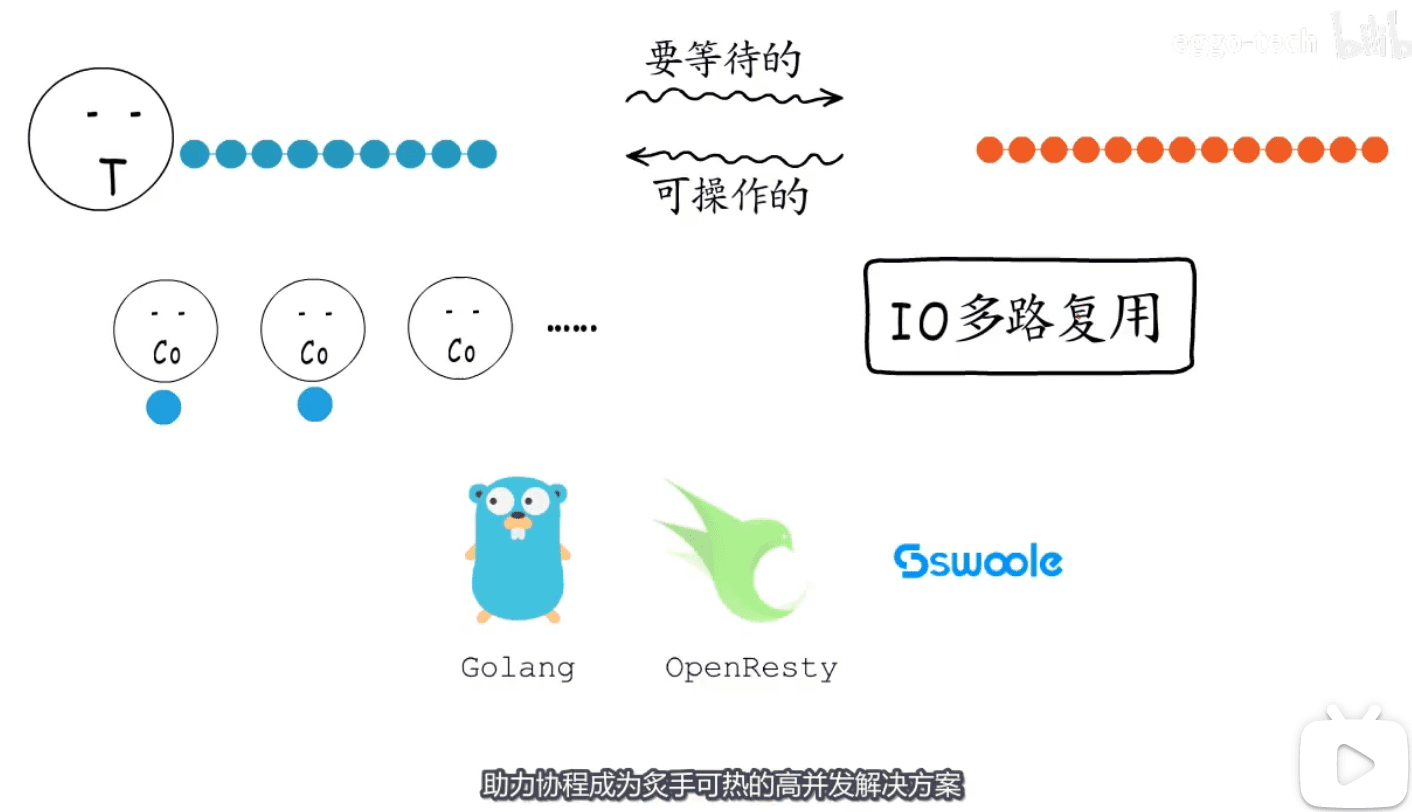 eggo-tech
bilibili
要等待的
T
可操作的
Co
Co
Co
......
IO多路复用
swoole
Golang
OpenResty
助力协程成为炙手可热的高并发解决方案